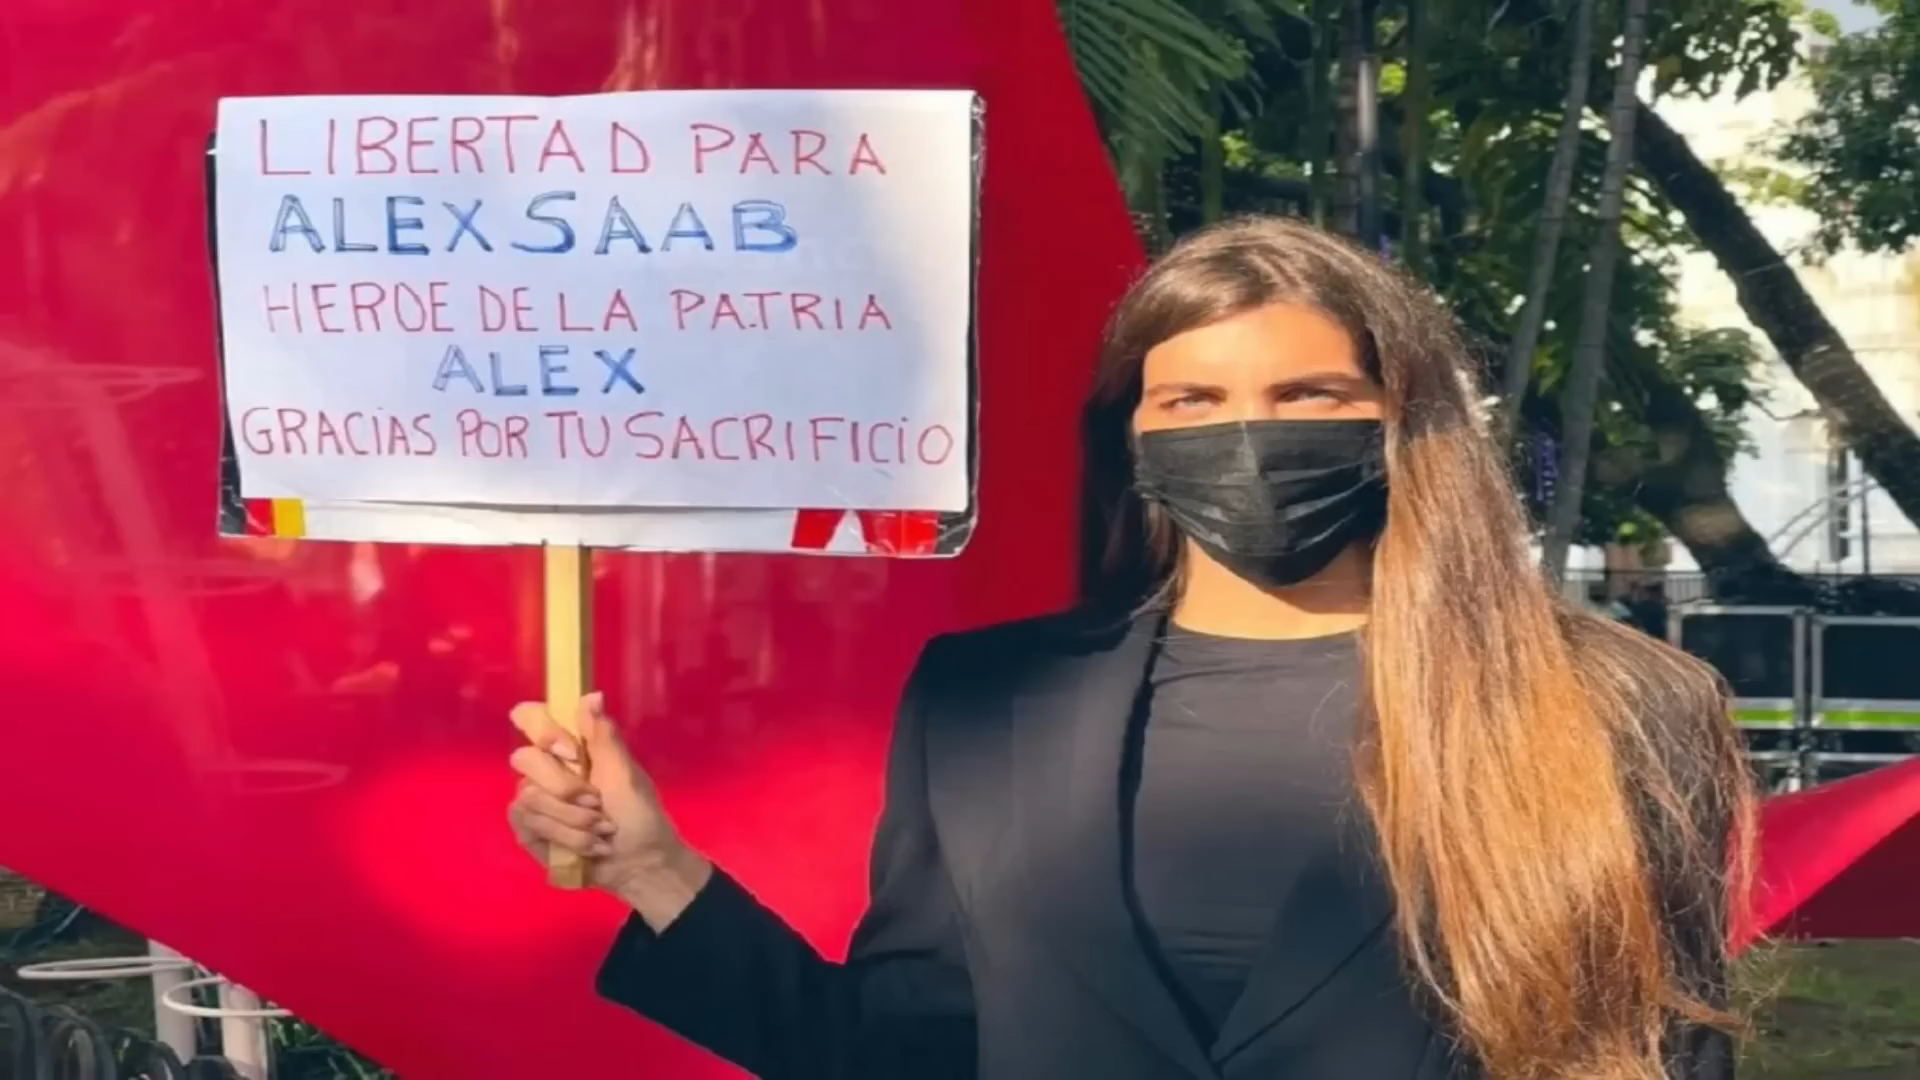 LIBERTAD PARA
ALEX SAAB
HEROE DE LA PATRIA
ALEX
GRACIAS POR TU SACRIFICIO